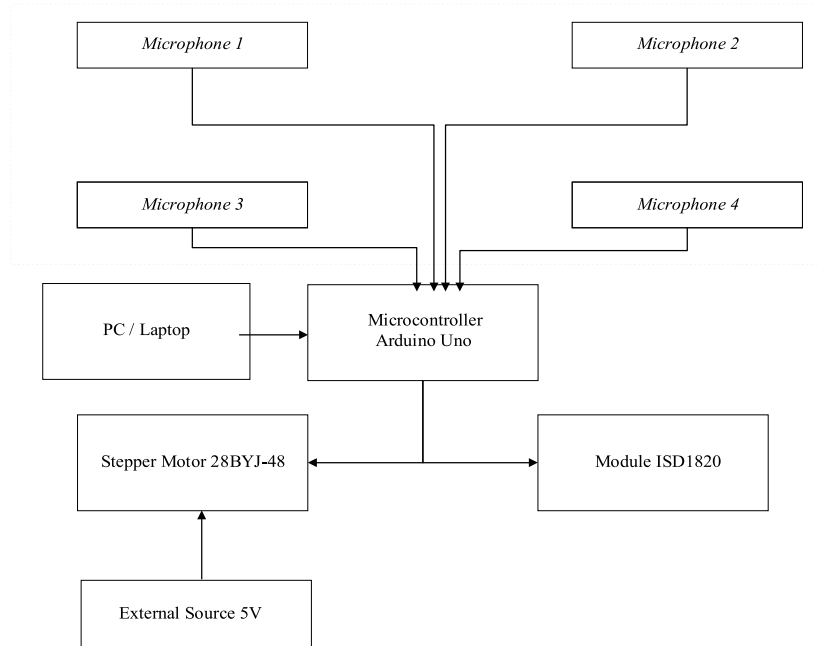 Microphone 1
Microphone 2
Microphone 3
Microphone 4
PC / Laptop
Microcontroller
Arduino Uno
Stepper Motor 28BYJ-48
Module ISD1820
External Source 5V